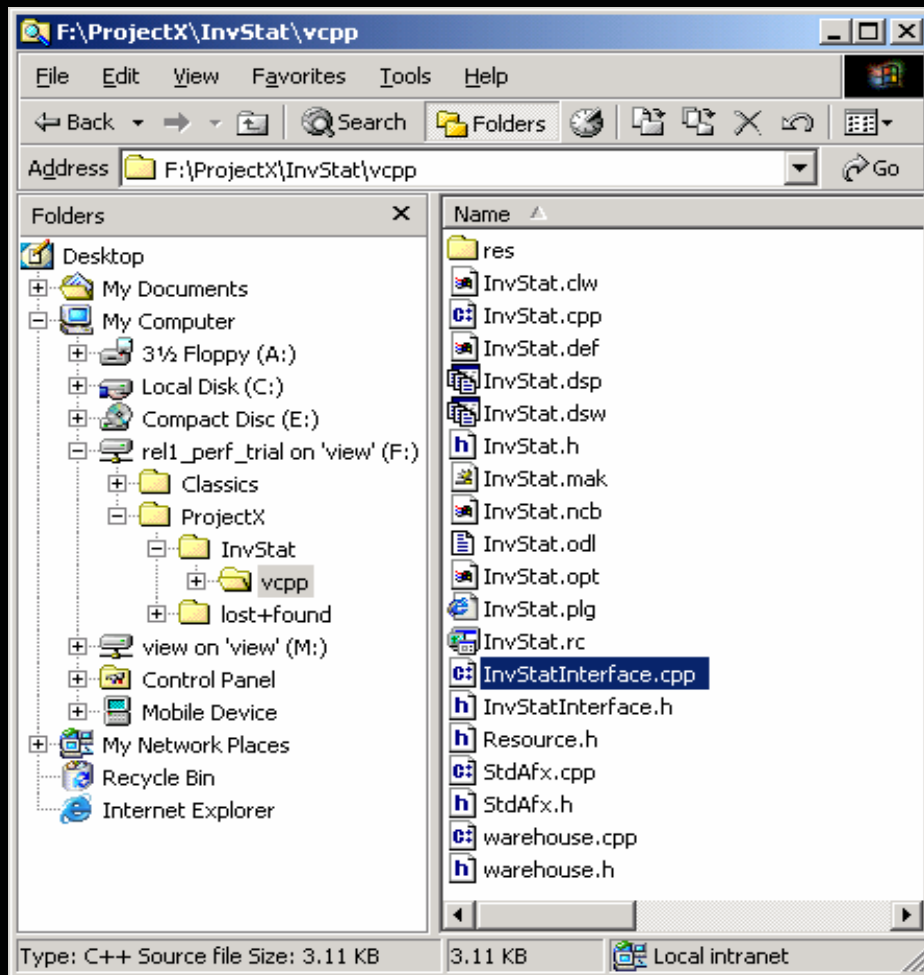 F:\ProjectX\InvStat\vcpp
File Edit View Favorites Tools Help
Back Search Folders
Address F:\ProjectX\InvStat\vcpp Go
Folders
Desktop
My Documents
My Computer
3½ Floppy (A:)
Local Disk (C:)
Compact Disc (E:)
rel1_perf_trial on 'view' (F:)
Classics
ProjectX
InvStat
vcpp
lost+found
view on 'view' (M:)
Control Panel
Mobile Device
My Network Places
Recycle Bin
Internet Explorer
Name
res
InvStat.clw
InvStat.cpp
InvStat.def
InvStat.dsp
InvStat.dsw
InvStat.h
InvStat.mak
InvStat.ncb
InvStat.odl
InvStat.opt
InvStat.plg
InvStat.rc
InvStatInterface.cpp
InvStatInterface.h
Resource.h
StdAfx.cpp
StdAfx.h
warehouse.cpp
warehouse.h
Type: C++ Source file Size: 3.11 KB 3.11 KB Local intranet